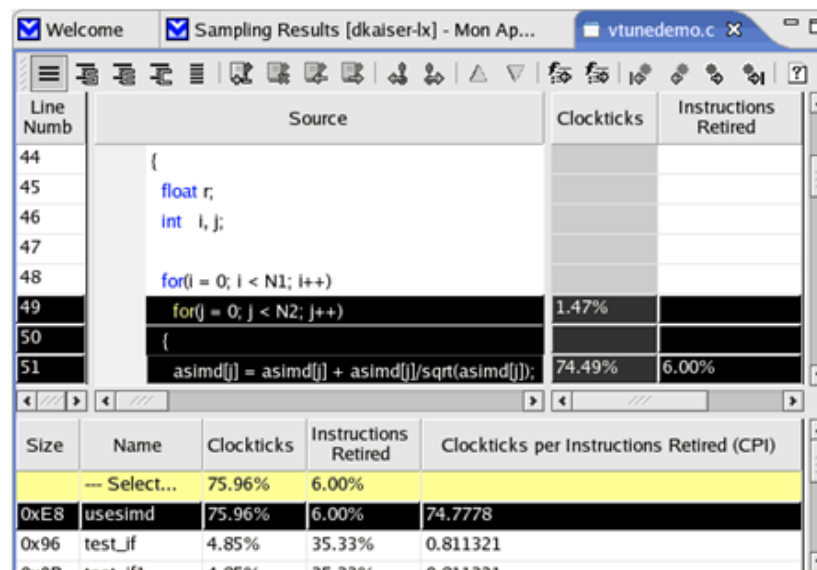 Welcome Sampling Results [dkaiser-lx] - Mon Ap... vtunedemo.c
Line Numb Source Clockticks Instructions Retired
44 {
45 float r;
46 int i, j;
47
48 for(i = 0; i < N1; i++)
49 for(j = 0; j < N2; j++) 1.47%
50 {
51 asimd[j] = asimd[j] + asimd[j]/sqrt(asimd[j]); 74.49% 6.00%
Size Name Clockticks Instructions Retired Clockticks per Instructions Retired (CPI)
--- Select... 75.96% 6.00%
0xE8 usesimd 75.96% 6.00% 74.7778
0x96 test_if 4.85% 35.33% 0.811321